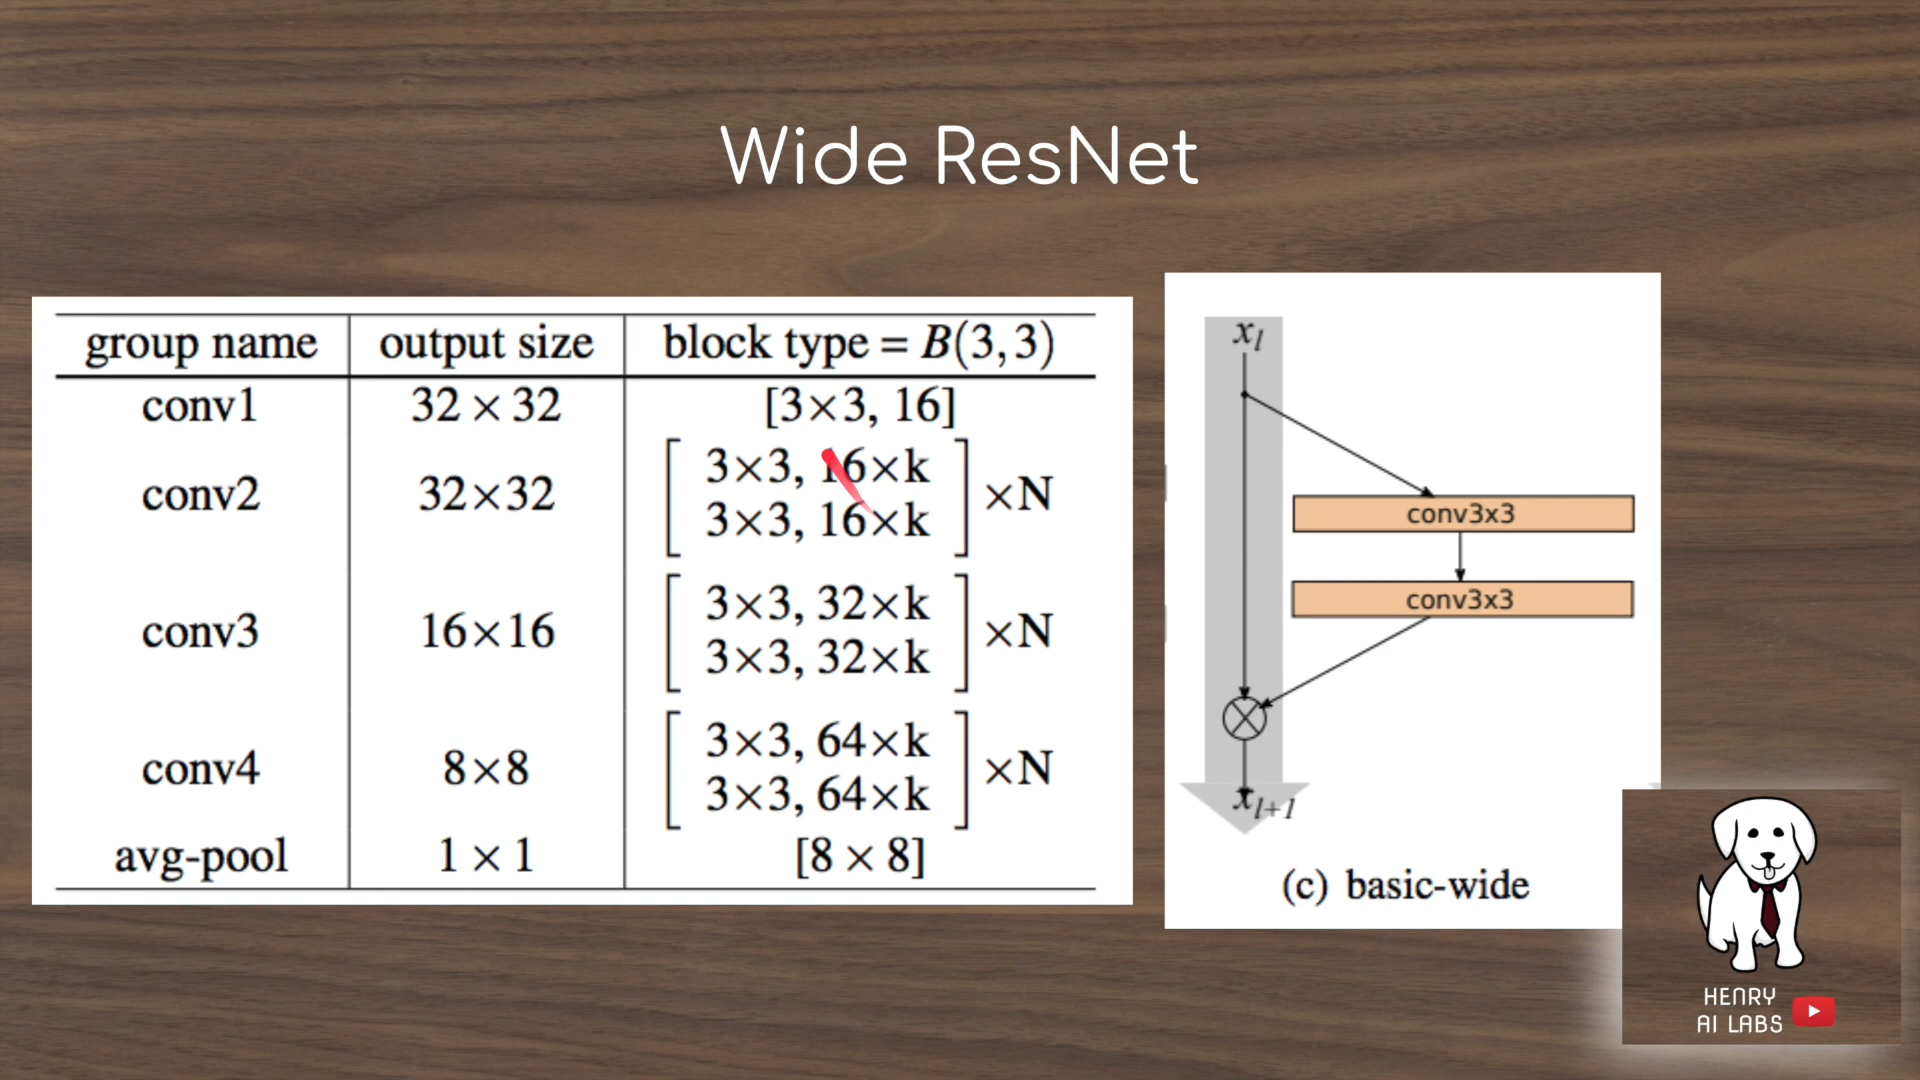 Wide ResNet
group name output size block type = B(3,3)
conv1 32 × 32 [3×3, 16]
conv2 32×32 [3×3, 16×k
3×3, 16×k] ×N
conv3 16×16 [3×3, 32×k
3×3, 32×k] ×N
conv4 8×8 [3×3, 64×k
3×3, 64×k] ×N
avg-pool 1 × 1 [8 × 8]
x_l
conv3x3
conv3x3
x_{l+1}
(c) basic-wide
HENRY
AI LABS